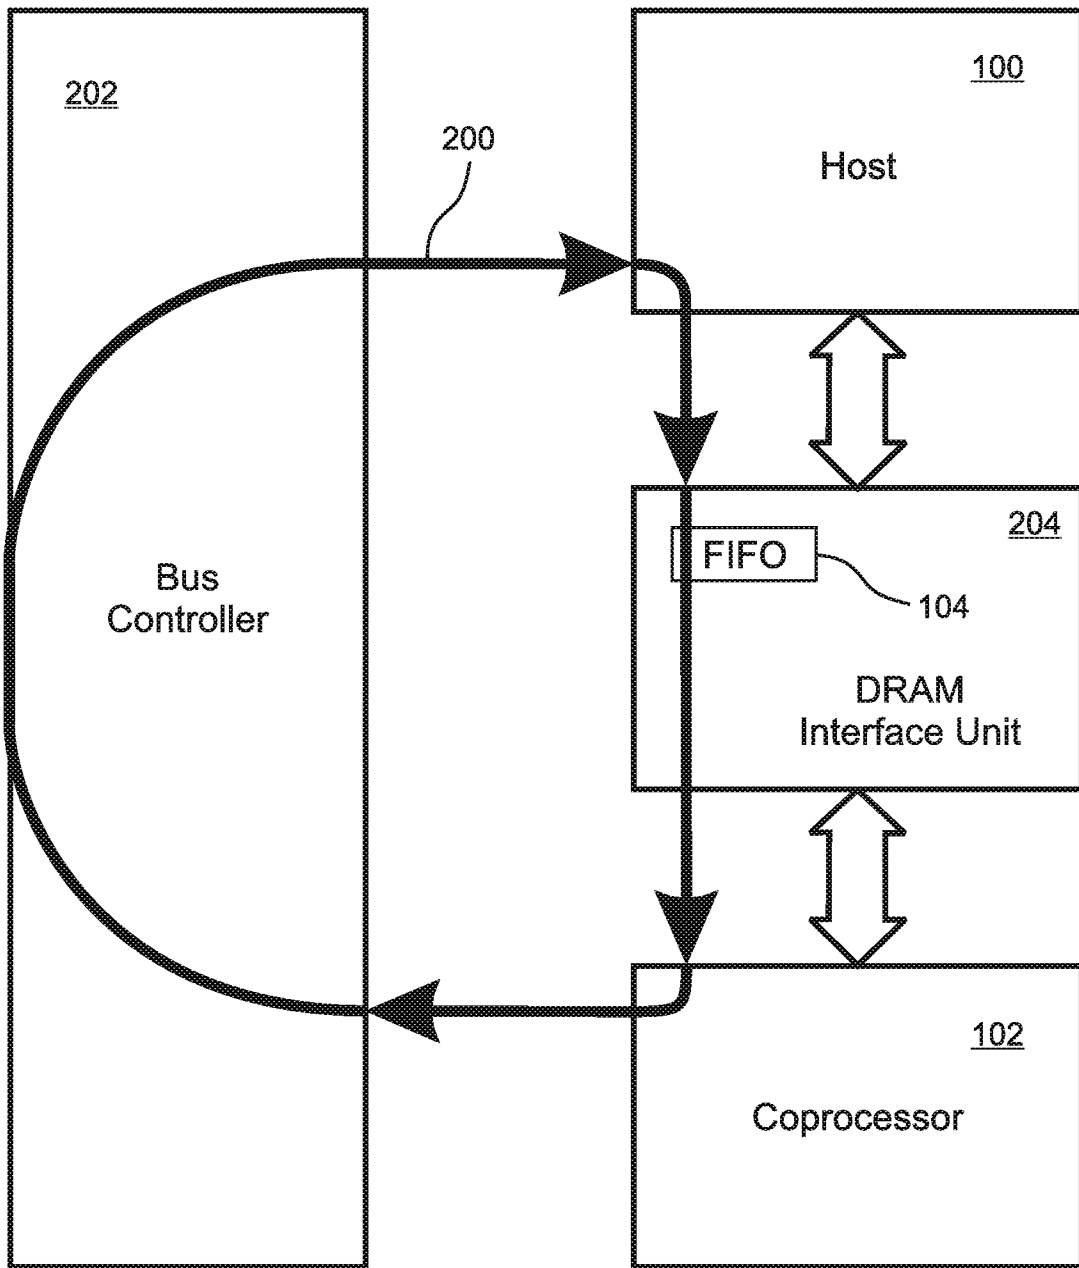 202
100
200
Host
204
FIFO
Bus
Controller
104
DRAM
Interface Unit
102
Coprocessor